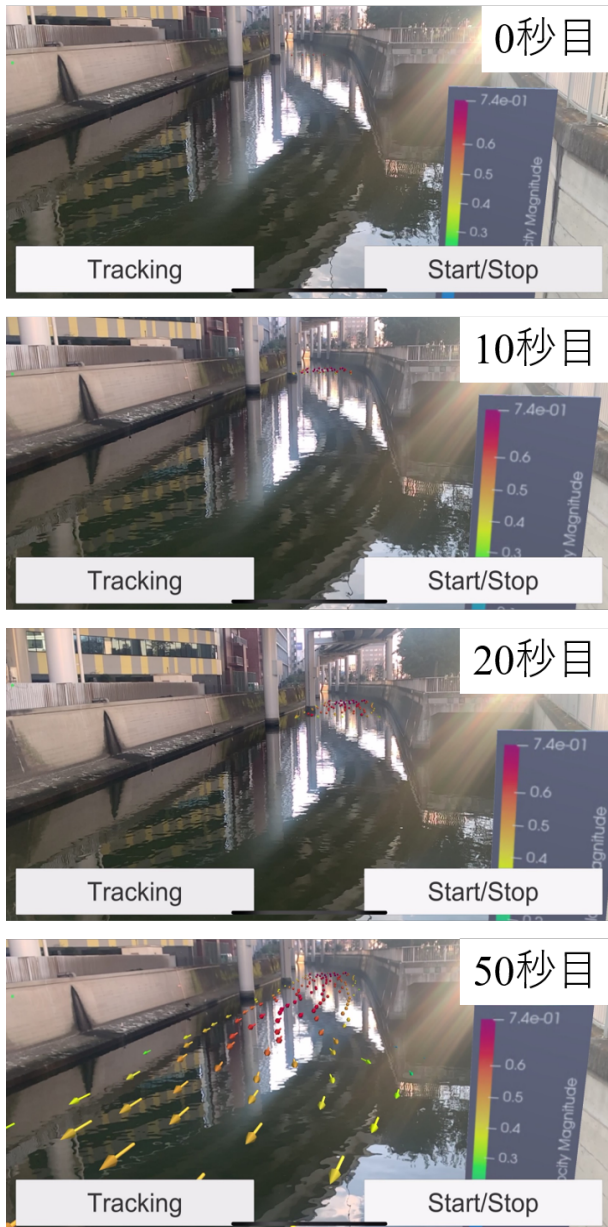 0秒目
7.4e-01
0.6
0.5
0.4
0.3
city Magnitude
Tracking
Start/Stop
10秒目
7.4e-01
0.6
0.5
0.4
0.3
y Magnitude
Tracking
Start/Stop
20秒目
7.4e-01
0.6
0.5
0.4
agnitude
Tracking
Start/Stop
50秒目
7.4e-01
0.6
0.5
0.4
0.3
ocity Magnitude
Tracking
Start/Stop